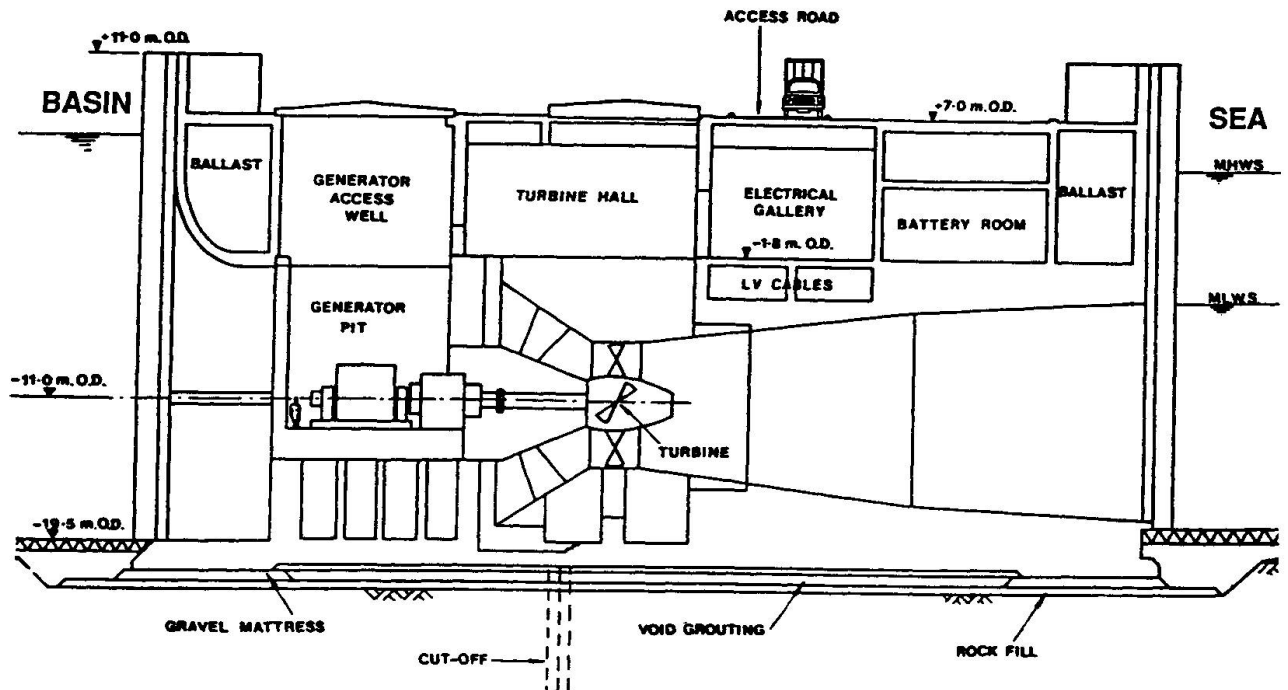 ACCESS ROAD
+11·0 m.O.D.
BASIN
+7·0 m.O.D.
SEA
BALLAST
GENERATOR
ACCESS
WELL
TURBINE HALL
ELECTRICAL
GALLERY
BATTERY ROOM
BALLAST
MHWS
-1·8 m. O.D.
LV CABLES
MLWS
GENERATOR
PIT
-11·0 m.O.D.
TURBINE
-19·5 m.O.D.
GRAVEL MATTRESS
VOID GROUTING
ROCK FILL
CUT-OFF